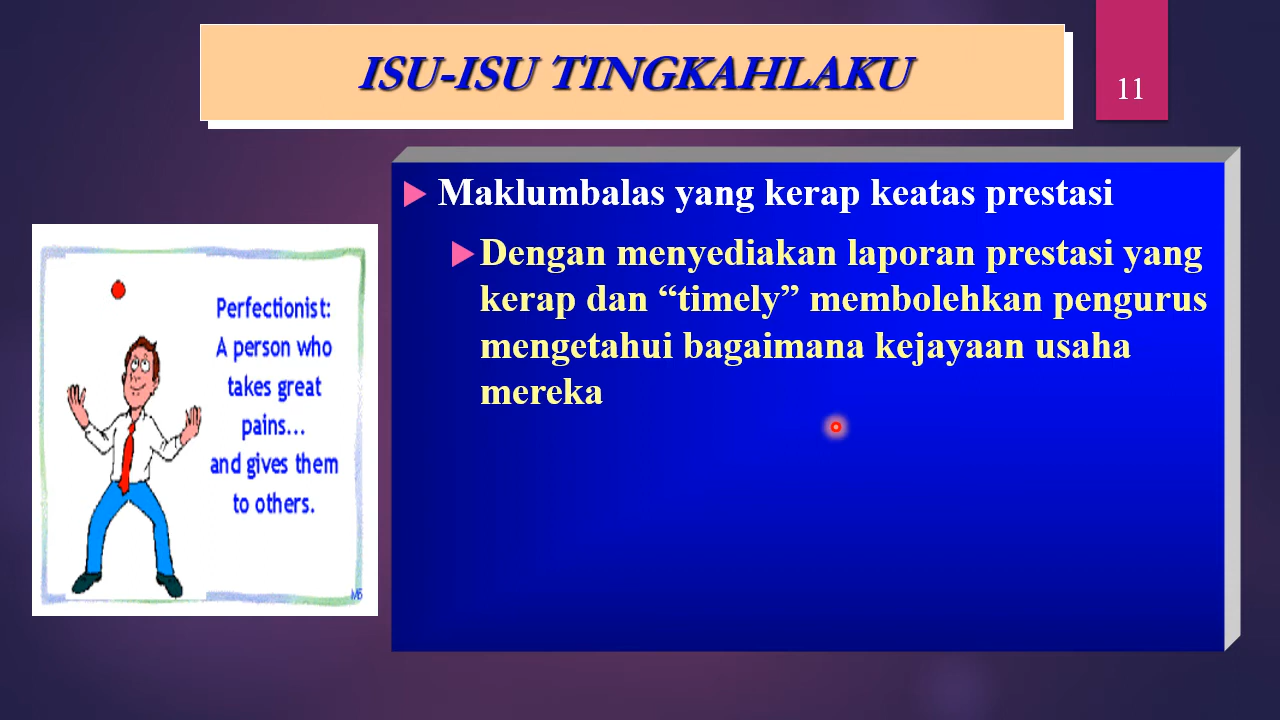 ISU-ISU TINGKAHLAKU
11
Maklumbalas yang kerap keatas prestasi
Dengan menyediakan laporan prestasi yang
kerap dan “timely” membolehkan pengurus
mengetahui bagaimana kejayaan usaha
mereka
Perfectionist:
A person who
takes great
pains...
and gives them
to others.